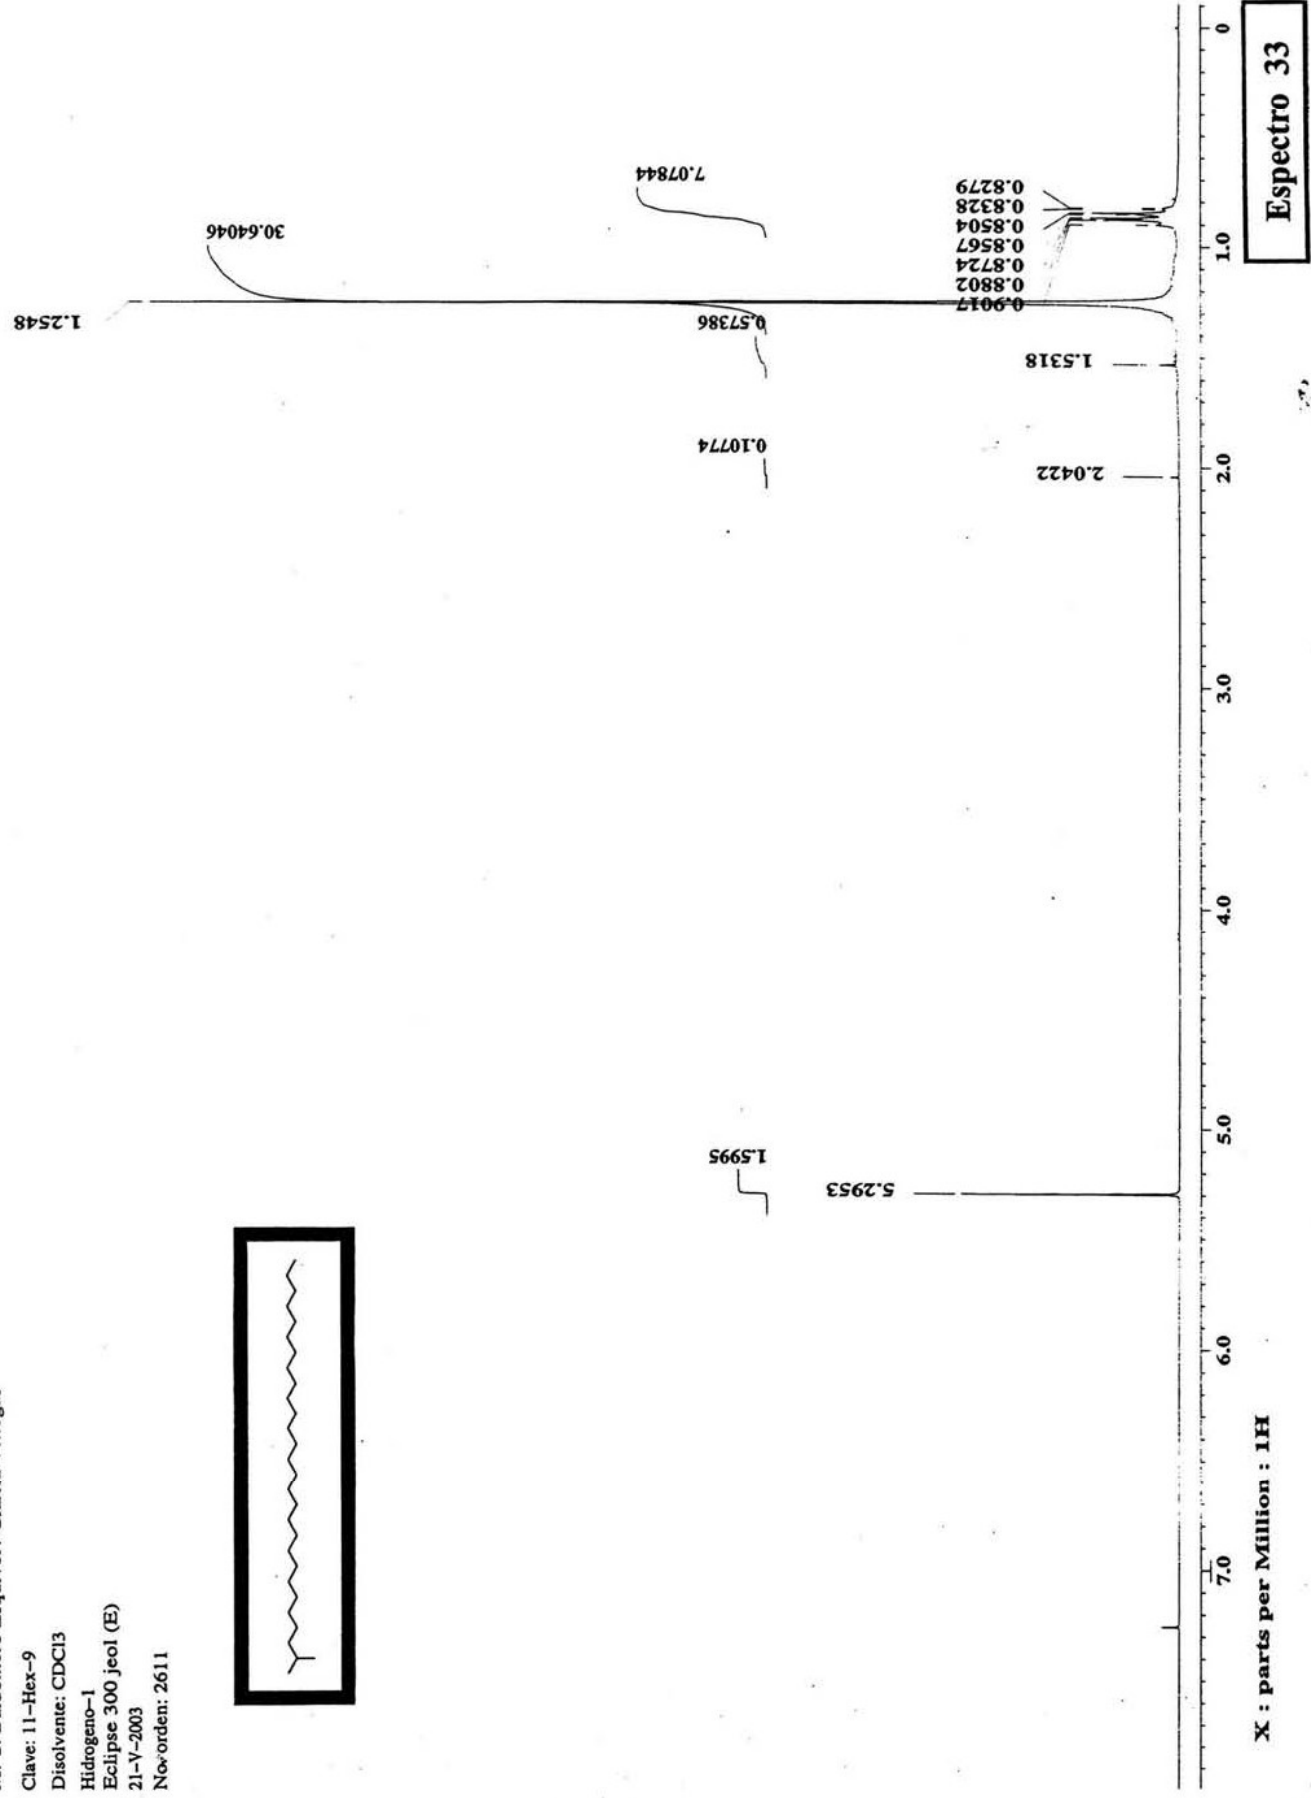 Clave: 11-Hex-9
Disolvente: CDCl3
Hidrogeno-1
Eclipse 300 jeol (E)
21-V-2003
No. orden: 2611
1.2548
30.64046
7.07844
0.57386
0.10774
1.5995
5.2953
2.0422
1.5318
0.8279
0.8328
0.8504
0.8567
0.8724
0.8802
0.9017
7.0 6.0 5.0 4.0 3.0 2.0 1.0 0
X : parts per Million : 1H
Espectro 33